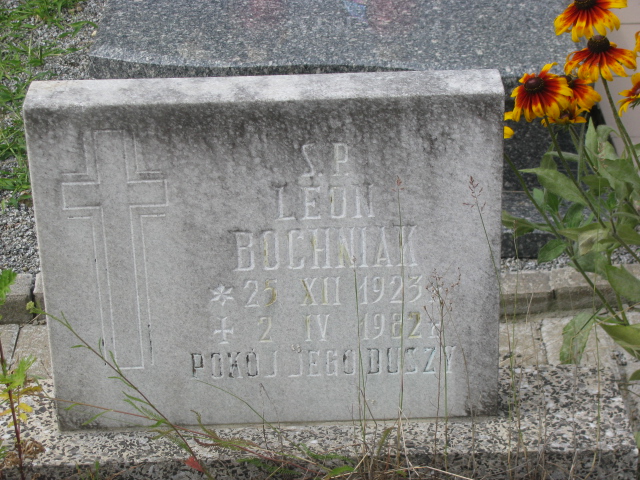 Ś.P.
LEON
BOCHNIAK
* 25 XII 1923 r
+ 2 IV 1982 r
POKÓJ JEGO DUSZY